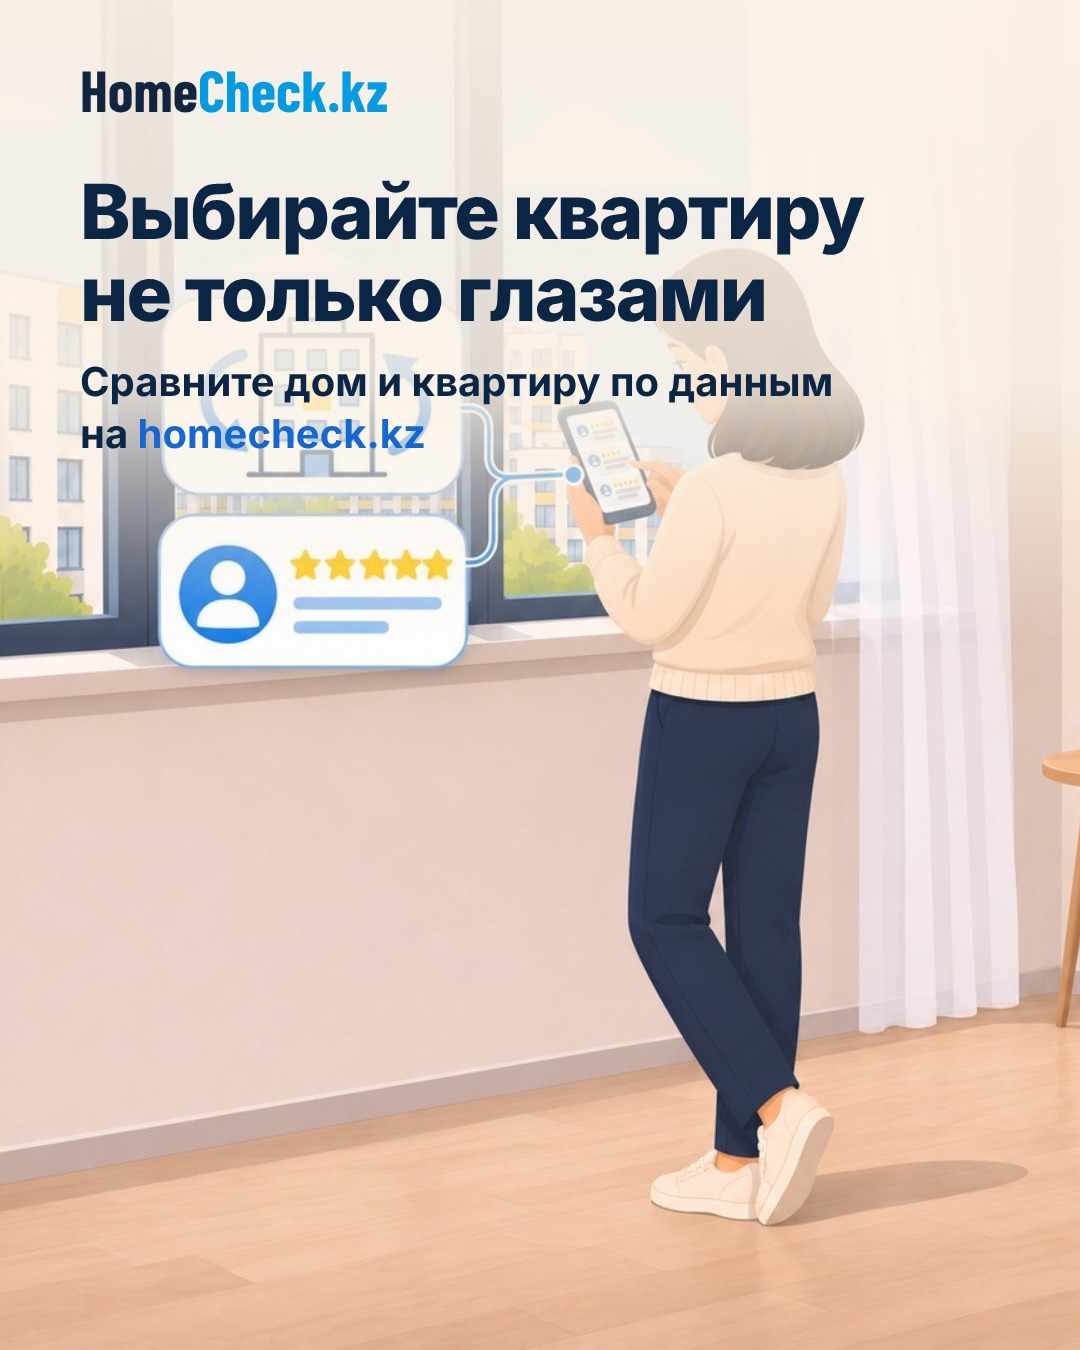 HomeCheck.kz
Выбирайте квартиру
не только глазами
Сравните дом и квартиру по данным
на homecheck.kz